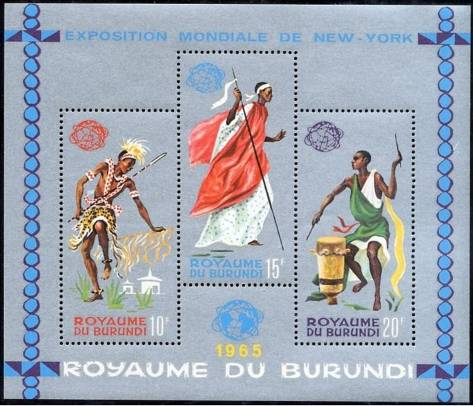 EXPOSITION MONDIALE DE NEW-YORK
ROYAUME
DU BURUNDI 15F
ROYAUME
DU BURUNDI
10F
ROYAUME
DU BURUNDI
20F
1965
ROYAUME DU BURUNDI